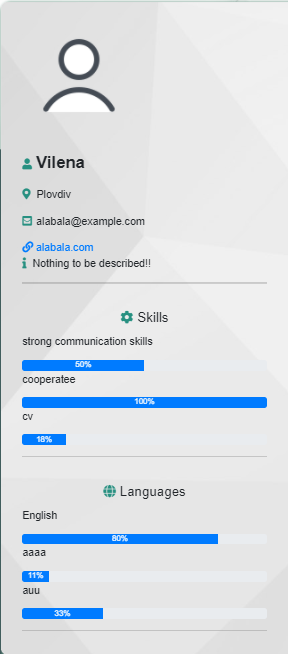 Vilena
Plovdiv
alabala@example.com
alabala.com
Nothing to be described!!
Skills
strong communication skills
50%
cooperatee
100%
cv
18%
Languages
English
80%
aaaa
11%
auu
33%